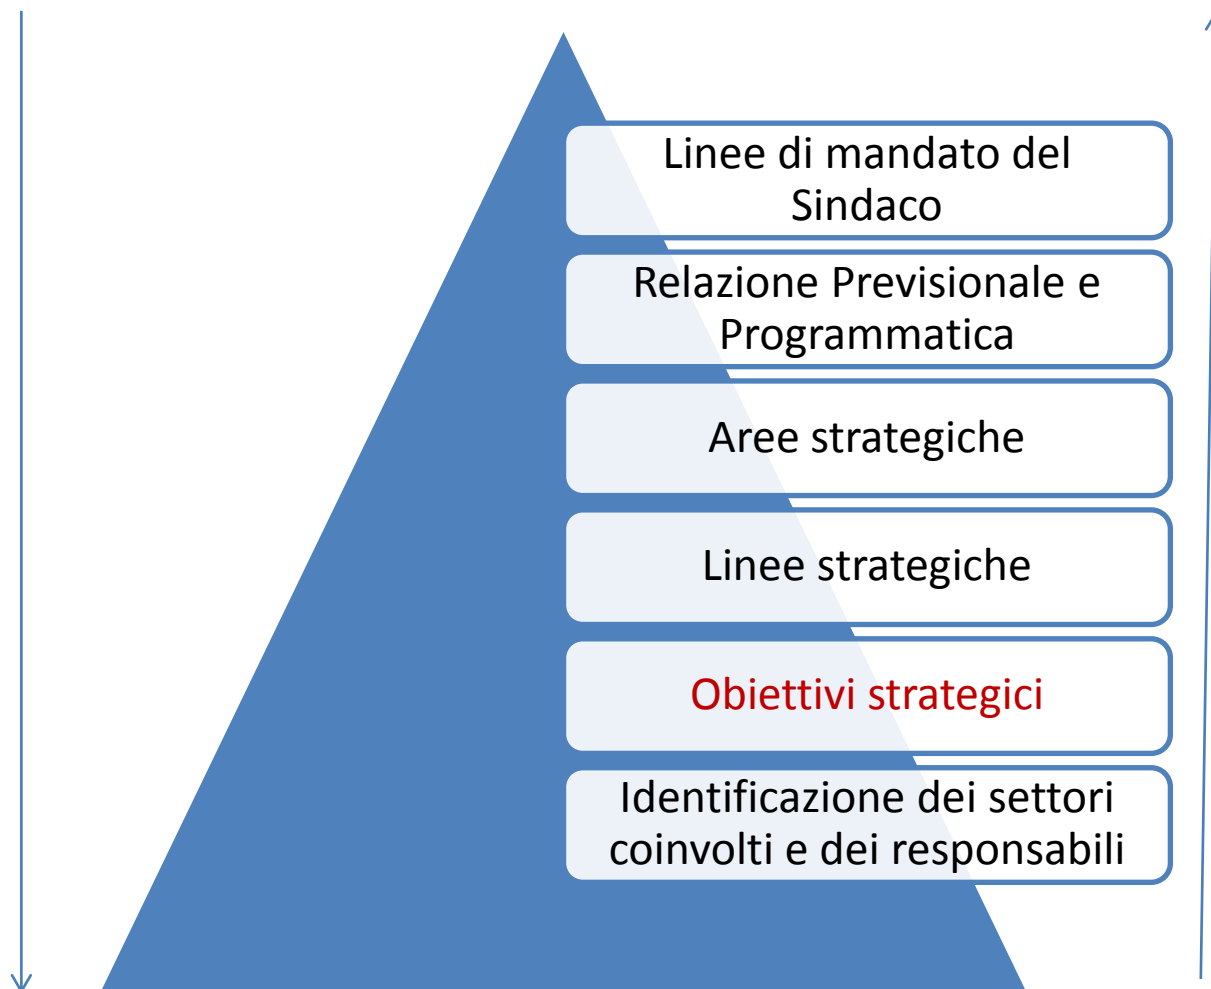 Linee di mandato del
Sindaco
Relazione Previsionale e
Programmatica
Aree strategiche
Linee strategiche
Obiettivi strategici
Identificazione dei settori
coinvolti e dei responsabili